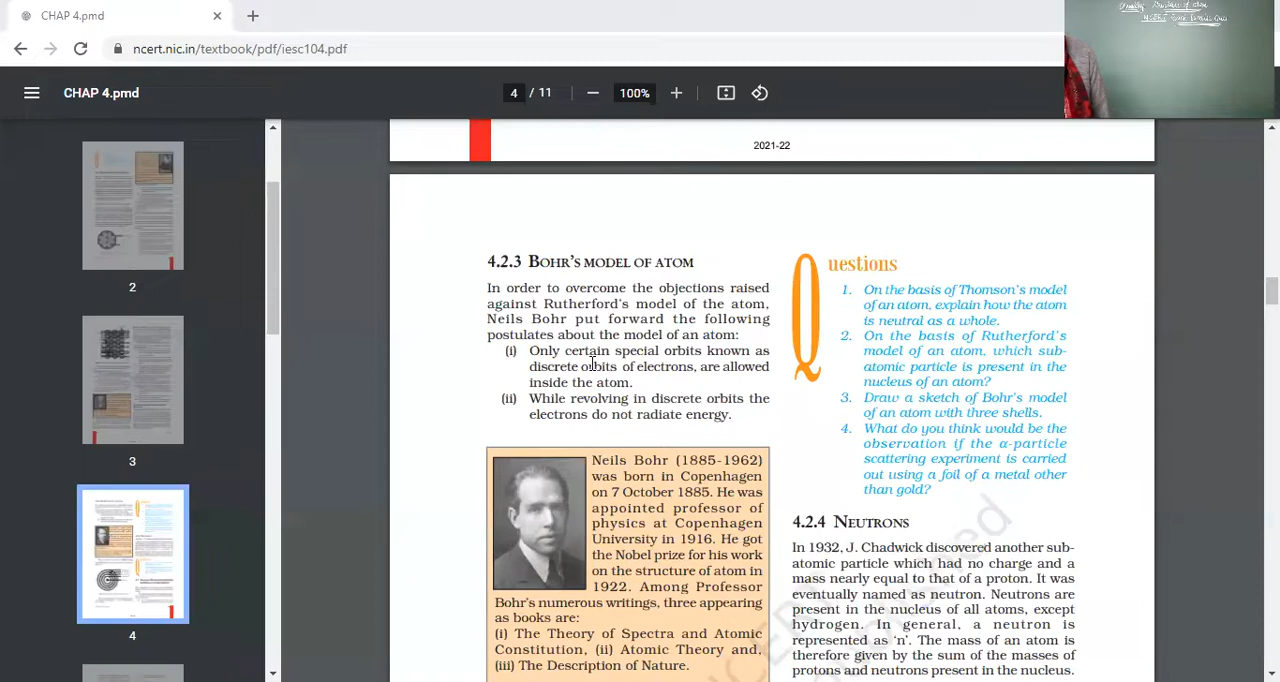 CHAP 4.pmd
ncert.nic.in/textbook/pdf/iesc104.pdf
CHAP 4.pmd
4 / 11
100%
2
3
4
2021-22
4.2.3 BOHR'S MODEL OF ATOM
In order to overcome the objections raised
against Rutherford's model of the atom,
Neils Bohr put forward the following
postulates about the model of an atom:
(i) Only certain special orbits known as
discrete orbits of electrons, are allowed
inside the atom.
(ii) While revolving in discrete orbits the
electrons do not radiate energy.
Neils Bohr (1885-1962)
was born in Copenhagen
on 7 October 1885. He was
appointed professor of
physics at Copenhagen
University in 1916. He got
the Nobel prize for his work
on the structure of atom in
1922. Among Professor
Bohr's numerous writings, three appearing
as books are:
(i) The Theory of Spectra and Atomic
Constitution, (ii) Atomic Theory and,
(iii) The Description of Nature.
Questions
1. On the basis of Thomson's model
of an atom, explain how the atom
is neutral as a whole.
2. On the basis of Rutherford's
model of an atom, which sub-
atomic particle is present in the
nucleus of an atom?
3. Draw a sketch of Bohr's model
of an atom with three shells.
4. What do you think would be the
observation if the α-particle
scattering experiment is carried
out using a foil of a metal other
than gold?
4.2.4 NEUTRONS
In 1932, J. Chadwick discovered another sub-
atomic particle which had no charge and a
mass nearly equal to that of a proton. It was
eventually named as neutron. Neutrons are
present in the nucleus of all atoms, except
hydrogen. In general, a neutron is
represented as 'n'. The mass of an atom is
therefore given by the sum of the masses of
protons and neutrons present in the nucleus.